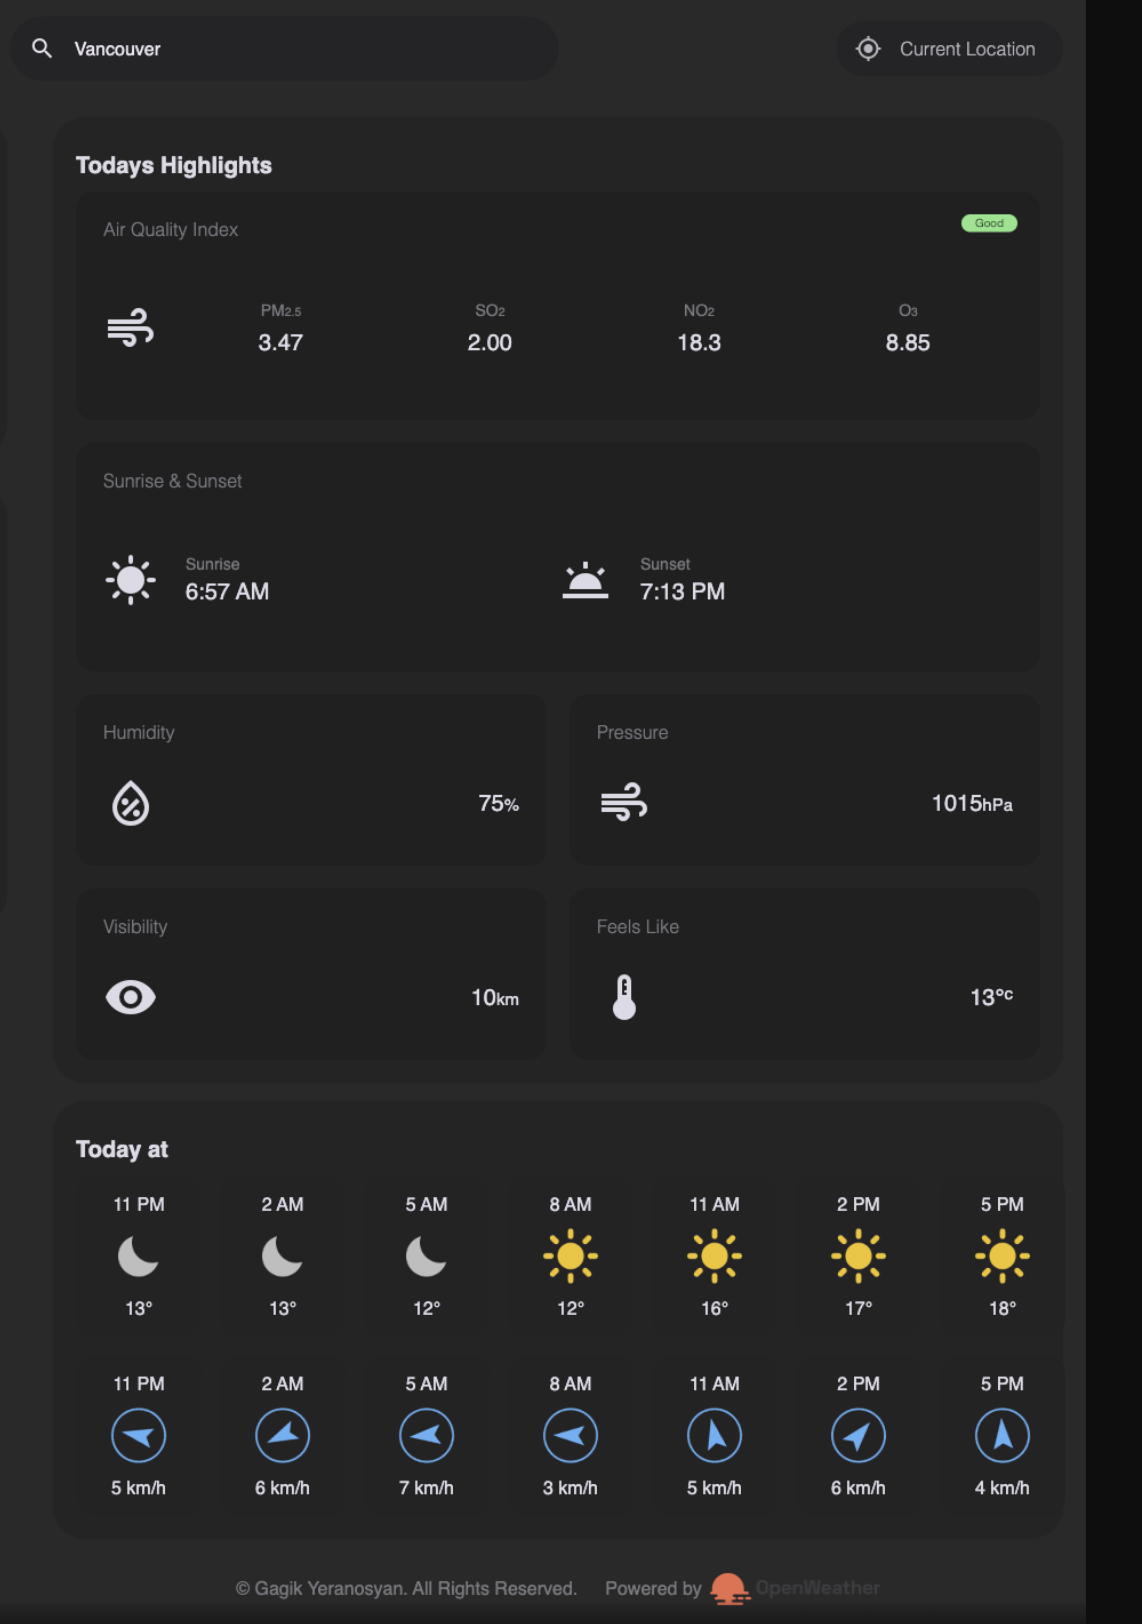 Vancouver
Current Location
Todays Highlights
Air Quality Index
Good
PM2.5 SO2 NO2 O3
3.47 2.00 18.3 8.85
Sunrise & Sunset
Sunrise
6:57 AM
Sunset
7:13 PM
Humidity
75%
Pressure
1015hPa
Visibility
10km
Feels Like
13°c
Today at
11 PM 2 AM 5 AM 8 AM 11 AM 2 PM 5 PM
13° 13° 12° 12° 16° 17° 18°
11 PM 2 AM 5 AM 8 AM 11 AM 2 PM 5 PM
5 km/h 6 km/h 7 km/h 3 km/h 5 km/h 6 km/h 4 km/h
© Gagik Yeranosyan. All Rights Reserved. Powered by OpenWeather